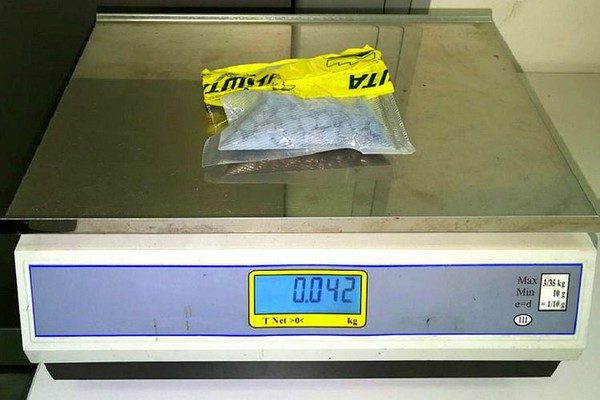 0.042
T Net >0< kg
Max 3/35 kg
Min 10 g
e=d = 1/10 g
III